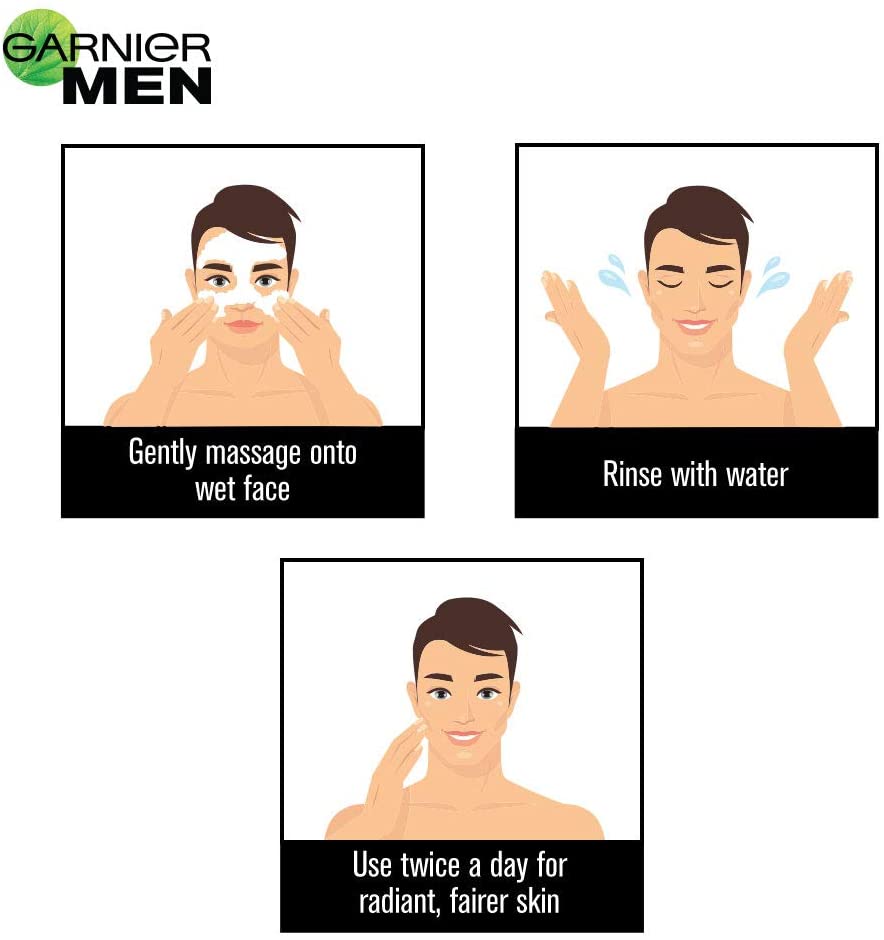 GARNIER
MEN
Gently massage onto
wet face
Rinse with water
Use twice a day for
radiant, fairer skin